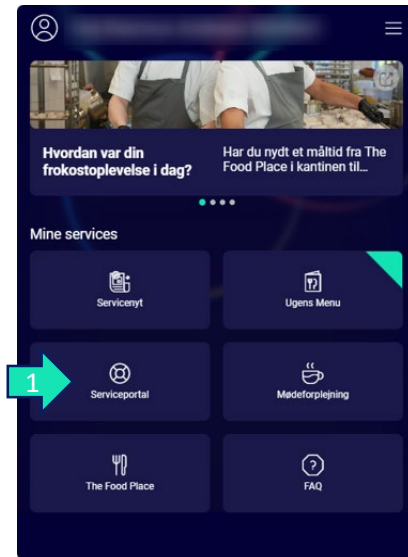 Hvordan var din
frokostoplevelse i dag?
Har du nydt et måltid fra The
Food Place i kantinen til...
Mine services
Servicenyt
Ugens Menu
1
Serviceportal
Mødeforplejning
The Food Place
FAQ